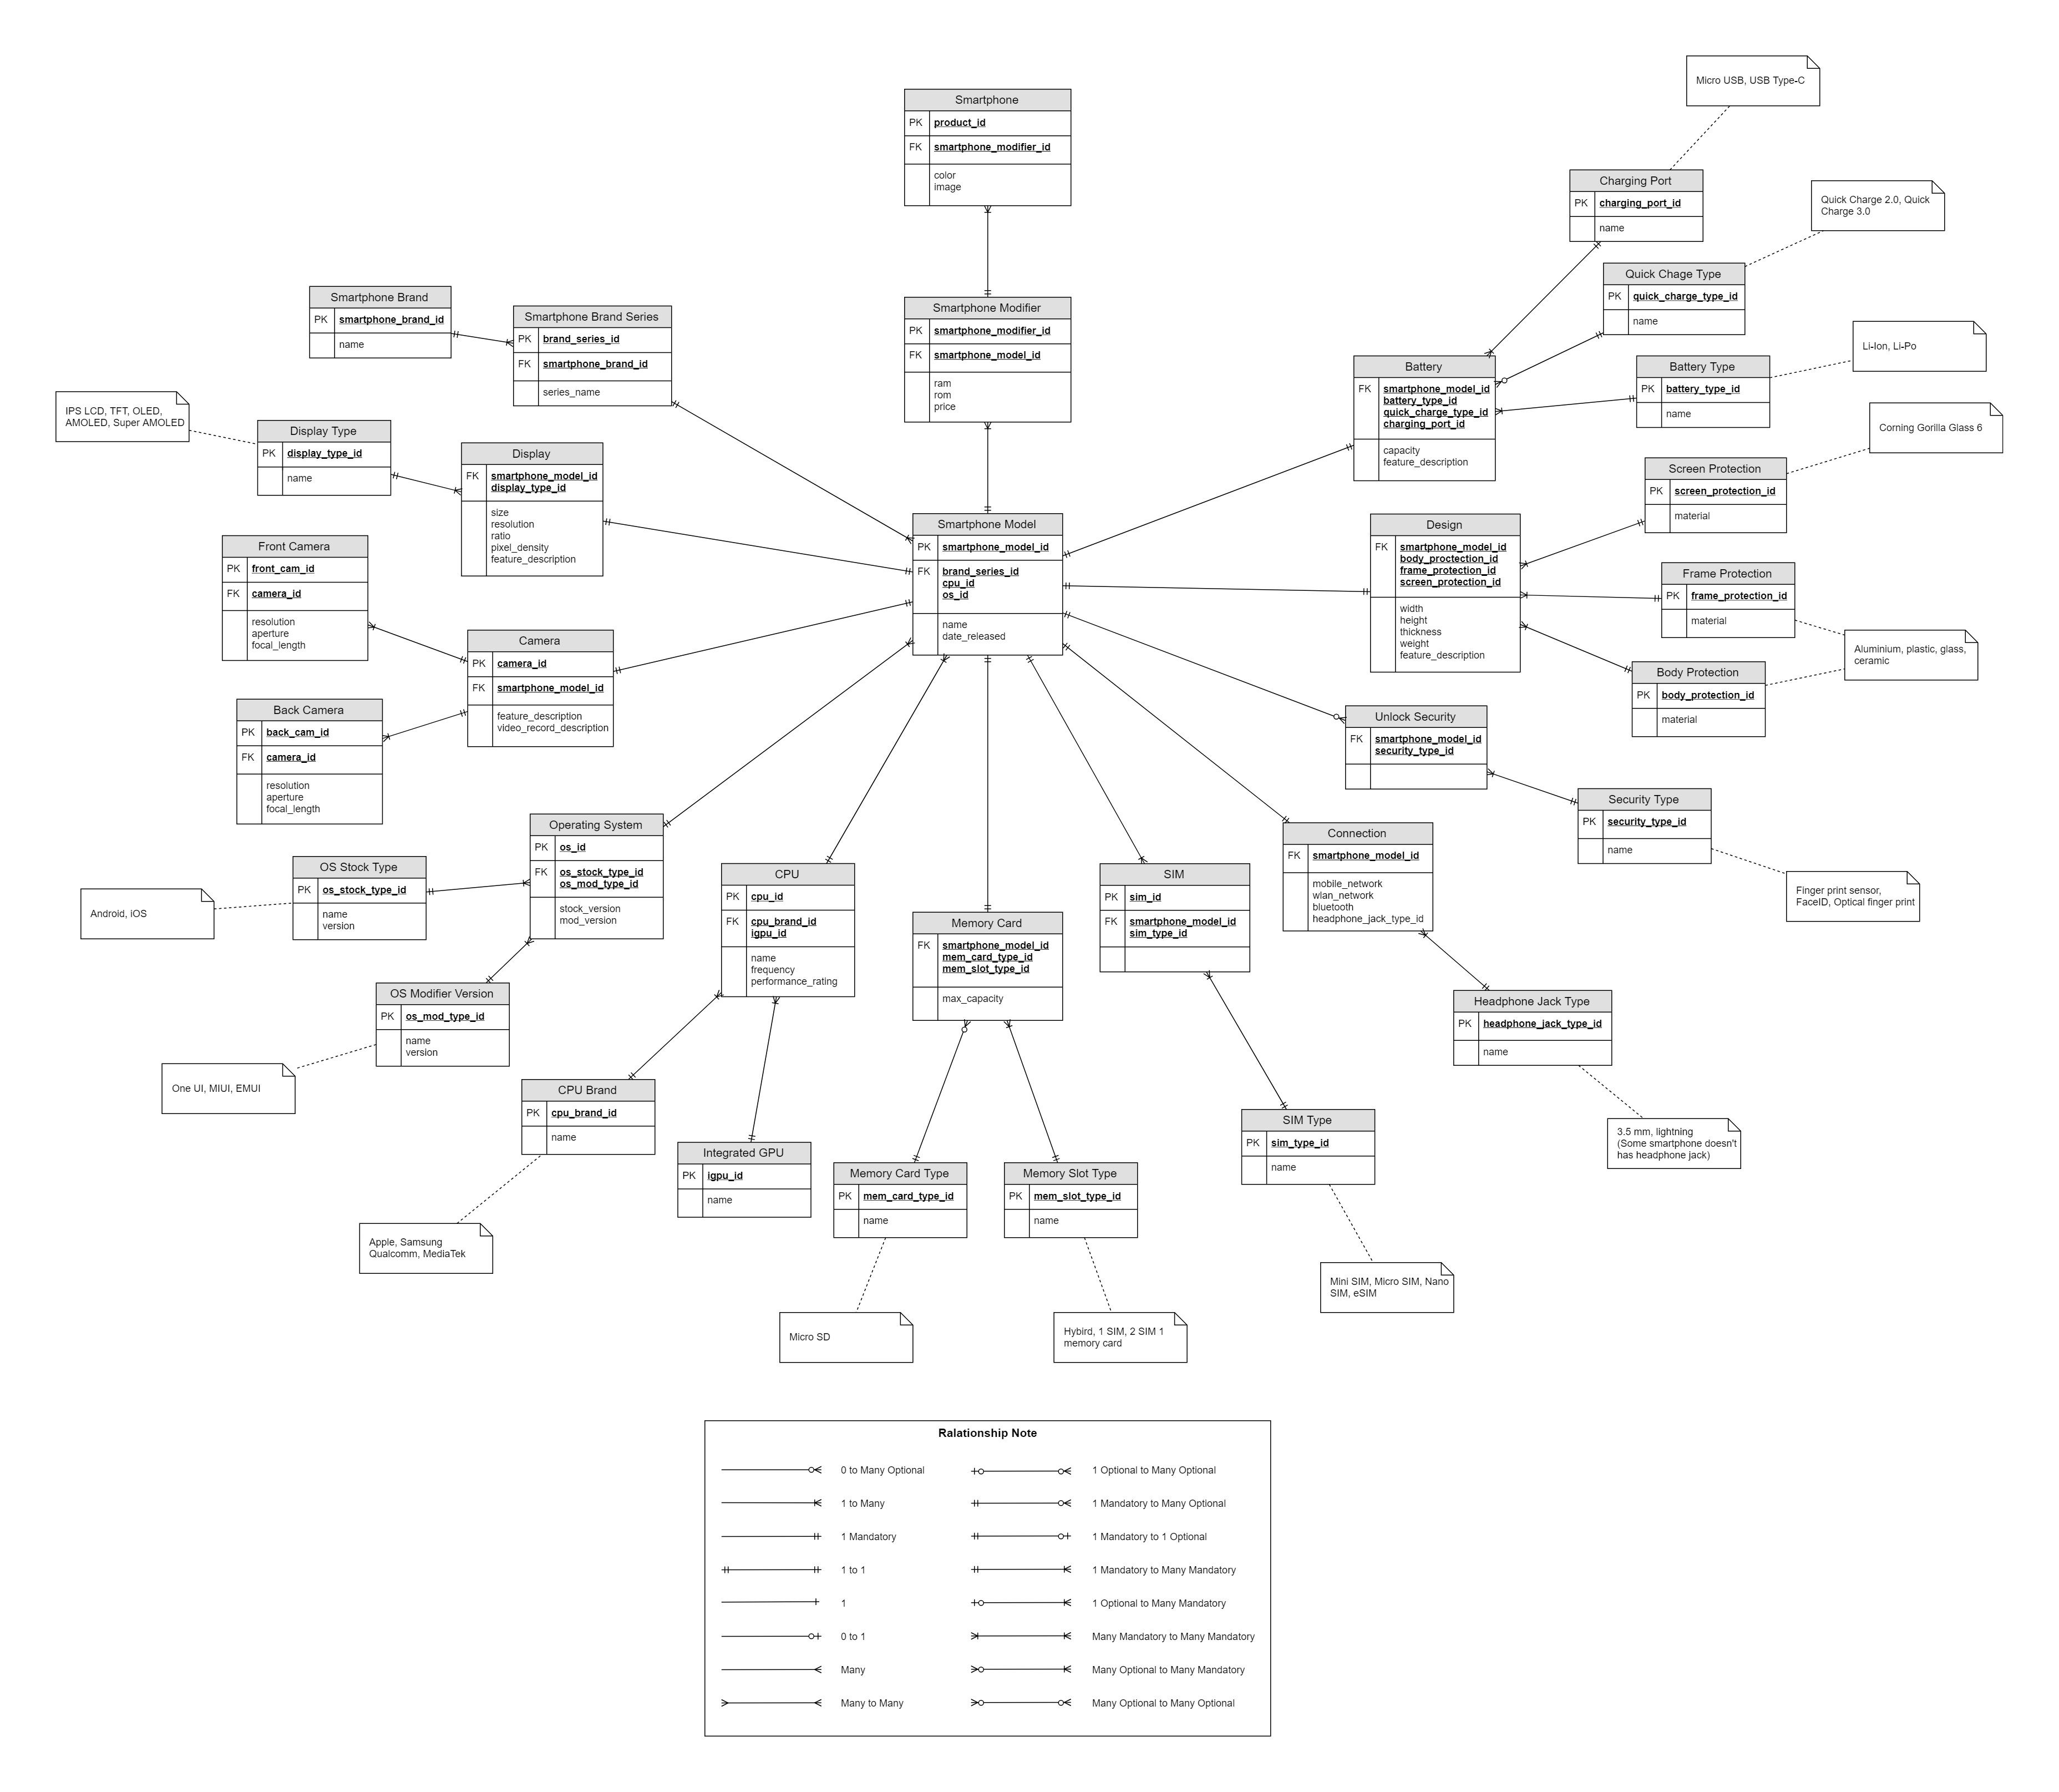 Micro USB, USB Type-C
Smartphone
PK product_id
FK smartphone_modifier_id
color
image
Charging Port
PK charging_port_id
name
Quick Charge 2.0, Quick
Charge 3.0
Quick Chage Type
PK quick_charge_type_id
name
Smartphone Brand
PK smartphone_brand_id
name
Smartphone Brand Series
PK brand_series_id
FK smartphone_brand_id
series_name
Smartphone Modifier
PK smartphone_modifier_id
FK smartphone_model_id
ram
rom
price
Li-Ion, Li-Po
Battery
FK smartphone_model_id
battery_type_id
quick_charge_type_id
charging_port_id
capacity
feature_description
Battery Type
PK battery_type_id
name
IPS LCD, TFT, OLED,
AMOLED, Super AMOLED
Display Type
PK display_type_id
name
Display
FK smartphone_model_id
display_type_id
size
resolution
ratio
pixel_density
feature_description
Corning Gorilla Glass 6
Screen Protection
PK screen_protection_id
material
Smartphone Model
PK smartphone_model_id
FK brand_series_id
cpu_id
os_id
name
date_released
Design
FK smartphone_model_id
body_proctection_id
frame_protection_id
screen_protection_id
width
height
thickness
weight
feature_description
Front Camera
PK front_cam_id
FK camera_id
resolution
aperture
focal_length
Frame Protection
PK frame_protection_id
material
Camera
PK camera_id
FK smartphone_model_id
feature_description
video_record_description
Aluminium, plastic, glass,
ceramic
Body Protection
PK body_protection_id
material
Back Camera
PK back_cam_id
FK camera_id
resolution
aperture
focal_length
Unlock Security
FK smartphone_model_id
security_type_id
Security Type
PK security_type_id
name
Operating System
PK os_id
FK os_stock_type_id
os_mod_type_id
stock_version
mod_version
Connection
FK smartphone_model_id
mobile_network
wlan_network
bluetooth
headphone_jack_type_id
OS Stock Type
PK os_stock_type_id
name
version
Android, iOS
CPU
PK cpu_id
FK cpu_brand_id
igpu_id
name
frequency
performance_rating
SIM
PK sim_id
FK smartphone_model_id
sim_type_id
Finger print sensor,
FaceID, Optical finger print
Memory Card
FK smartphone_model_id
mem_card_type_id
mem_slot_type_id
max_capacity
OS Modifier Version
PK os_mod_type_id
name
version
Headphone Jack Type
PK headphone_jack_type_id
name
One UI, MIUI, EMUI
CPU Brand
PK cpu_brand_id
name
SIM Type
PK sim_type_id
name
3.5 mm, lightning
(Some smartphone doesn't
has headphone jack)
Integrated GPU
PK igpu_id
name
Memory Card Type
PK mem_card_type_id
name
Memory Slot Type
PK mem_slot_type_id
name
Apple, Samsung
Qualcomm, MediaTek
Mini SIM, Micro SIM, Nano
SIM, eSIM
Micro SD
Hybird, 1 SIM, 2 SIM 1
memory card
Ralationship Note
0 to Many Optional
1 Optional to Many Optional
1 to Many
1 Mandatory to Many Optional
1 Mandatory
1 Mandatory to 1 Optional
1 to 1
1 Mandatory to Many Mandatory
1
1 Optional to Many Mandatory
0 to 1
Many Mandatory to Many Mandatory
Many
Many Optional to Many Mandatory
Many to Many
Many Optional to Many Optional